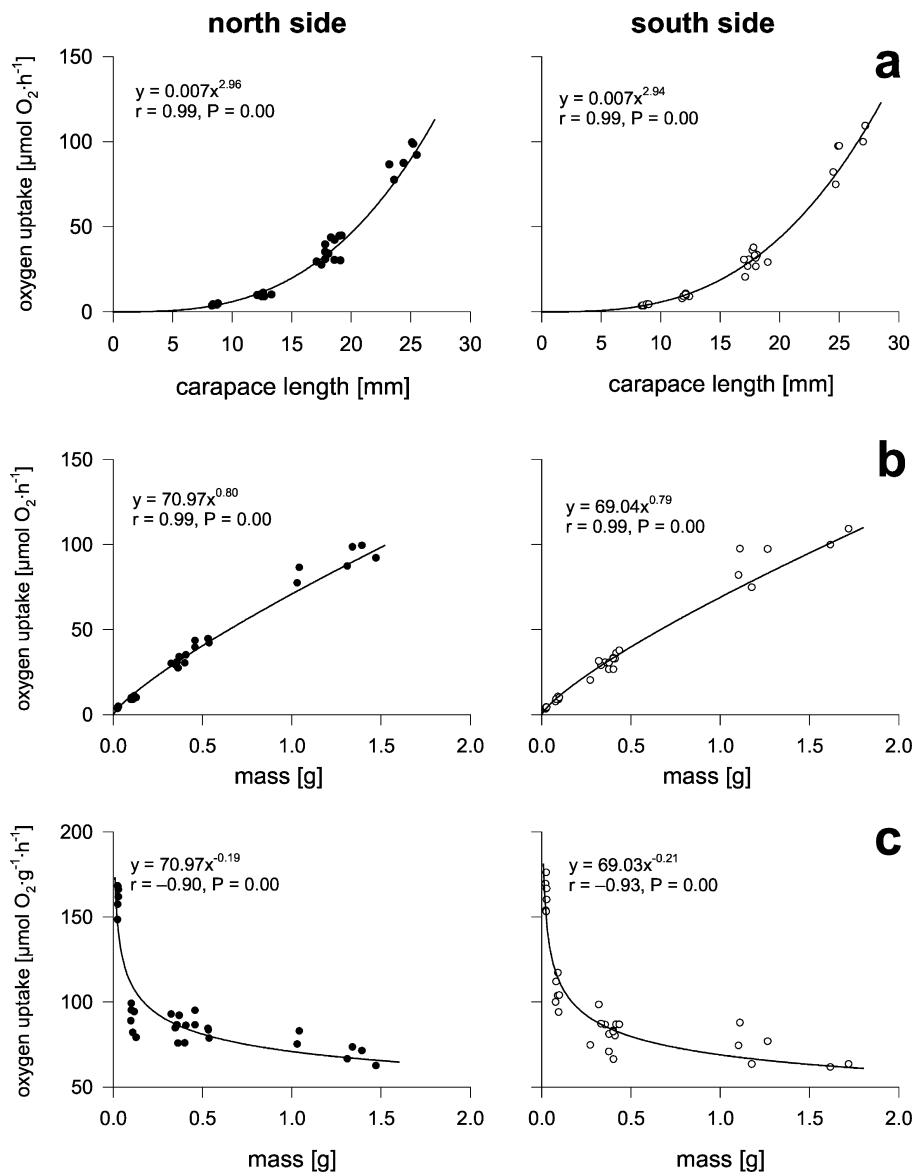 north side
south side
a
150
100
50
0
oxygen uptake [µmol O₂·h⁻¹]
y = 0.007x^2.96
r = 0.99, P = 0.00
0 5 10 15 20 25 30
carapace length [mm]
y = 0.007x^2.94
r = 0.99, P = 0.00
0 5 10 15 20 25 30
carapace length [mm]
b
150
100
50
0
oxygen uptake [µmol O₂·h⁻¹]
y = 70.97x^0.80
r = 0.99, P = 0.00
0.0 0.5 1.0 1.5 2.0
mass [g]
y = 69.04x^0.79
r = 0.99, P = 0.00
0.0 0.5 1.0 1.5 2.0
mass [g]
c
200
150
100
50
oxygen uptake [µmol O₂·g⁻¹·h⁻¹]
y = 70.97x^-0.19
r = –0.90, P = 0.00
0.0 0.5 1.0 1.5 2.0
mass [g]
y = 69.03x^-0.21
r = –0.93, P = 0.00
0.0 0.5 1.0 1.5 2.0
mass [g]